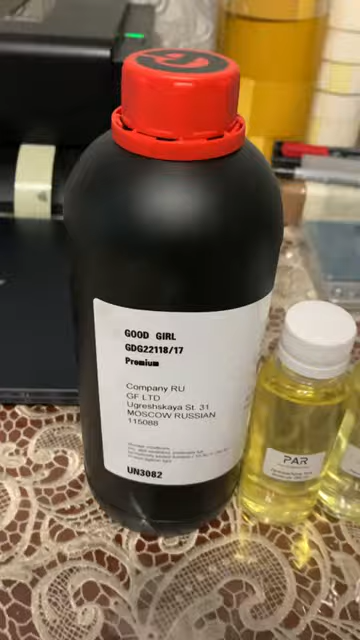 GOOD GIRL
GDG22118/17
Premium
Company RU
GF LTD
Ugreshskaya St. 31
MOSCOW RUSSIAN
115088
UN3082
PAR